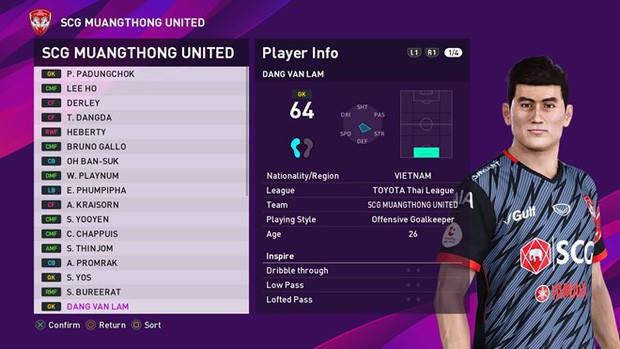 SCG MUANGTHONG UNITED
SCG MUANGTHONG UNITED
GK P. PADUNGCHOK
CMF LEE HO
CF DERLEY
CF T. DANGDA
RWF HEBERTY
CMF BRUNO GALLO
CB OH BAN-SUK
DMF W. PLAYNUM
LB E. PHUMPIPHA
CF A. KRAISORN
CMF S. YOOYEN
CMF C. CHAPPUIS
AMF S. THINJOM
CB A. PROMRAK
GK S. YOS
RMF S. BUREERAT
GK DANG VAN LAM
Player Info
L1 R1 1/4
DANG VAN LAM
GK
64
SHT
DRI PAS
SPD STR
DEF
Nationality/Region VIETNAM
League TOYOTA Thai League
Team SCG MUANGTHONG UNITED
Playing Style Offensive Goalkeeper
Age 26
Inspire
Dribble through
Low Pass
Lofted Pass
Confirm Return Sort
Gulf
SCG
YAMAHA